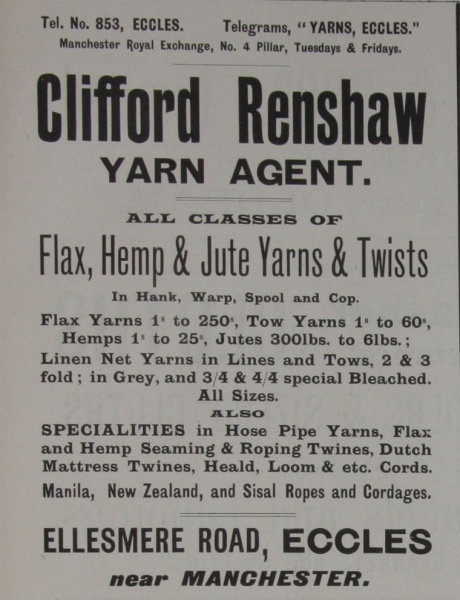 Tel. No. 853, ECCLES. Telegrams, "YARNS, ECCLES."
Manchester Royal Exchange, No. 4 Pillar, Tuesdays & Fridays.
Clifford Renshaw
YARN AGENT.
ALL CLASSES OF
Flax, Hemp & Jute Yarns & Twists
In Hank, Warp, Spool and Cop.
Flax Yarns 1ˢ to 250ˢ, Tow Yarns 1ˢ to 60ˢ,
Hemps 1ˢ to 25ˢ, Jutes 300lbs. to 6lbs.;
Linen Net Yarns in Lines and Tows, 2 & 3
fold; in Grey, and 3/4 & 4/4 special Bleached.
All Sizes.
ALSO
SPECIALITIES in Hose Pipe Yarns, Flax
and Hemp Seaming & Roping Twines, Dutch
Mattress Twines, Heald, Loom & etc. Cords.
Manila, New Zealand, and Sisal Ropes and Cordages.
ELLESMERE ROAD, ECCLES
near MANCHESTER.